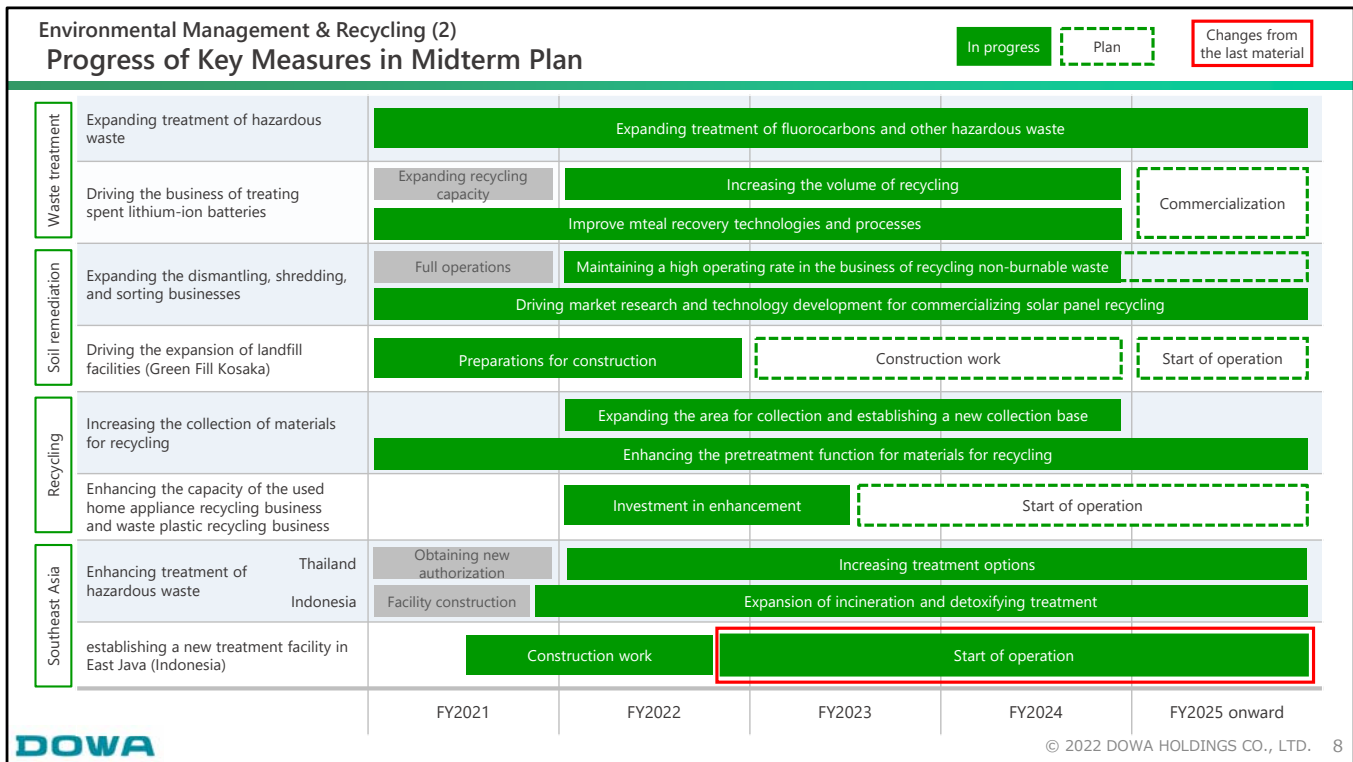 Environmental Management & Recycling (2)
Progress of Key Measures in Midterm Plan
In progress
Plan
Changes from
the last material
Waste treatment
Expanding treatment of hazardous
waste
Expanding treatment of fluorocarbons and other hazardous waste
Driving the business of treating
spent lithium-ion batteries
Expanding recycling
capacity
Increasing the volume of recycling
Improve mteal recovery technologies and processes
Commercialization
Soil remediation
Expanding the dismantling, shredding,
and sorting businesses
Full operations
Maintaining a high operating rate in the business of recycling non-burnable waste
Driving market research and technology development for commercializing solar panel recycling
Driving the expansion of landfill
facilities (Green Fill Kosaka)
Preparations for construction
Construction work
Start of operation
Recycling
Increasing the collection of materials
for recycling
Expanding the area for collection and establishing a new collection base
Enhancing the pretreatment function for materials for recycling
Enhancing the capacity of the used
home appliance recycling business
and waste plastic recycling business
Investment in enhancement
Start of operation
Southeast Asia
Enhancing treatment of
hazardous waste
Thailand
Obtaining new
authorization
Increasing treatment options
Indonesia
Facility construction
Expansion of incineration and detoxifying treatment
establishing a new treatment facility in
East Java (Indonesia)
Construction work
Start of operation
FY2021
FY2022
FY2023
FY2024
FY2025 onward
DOWA
© 2022 DOWA HOLDINGS CO., LTD. 8